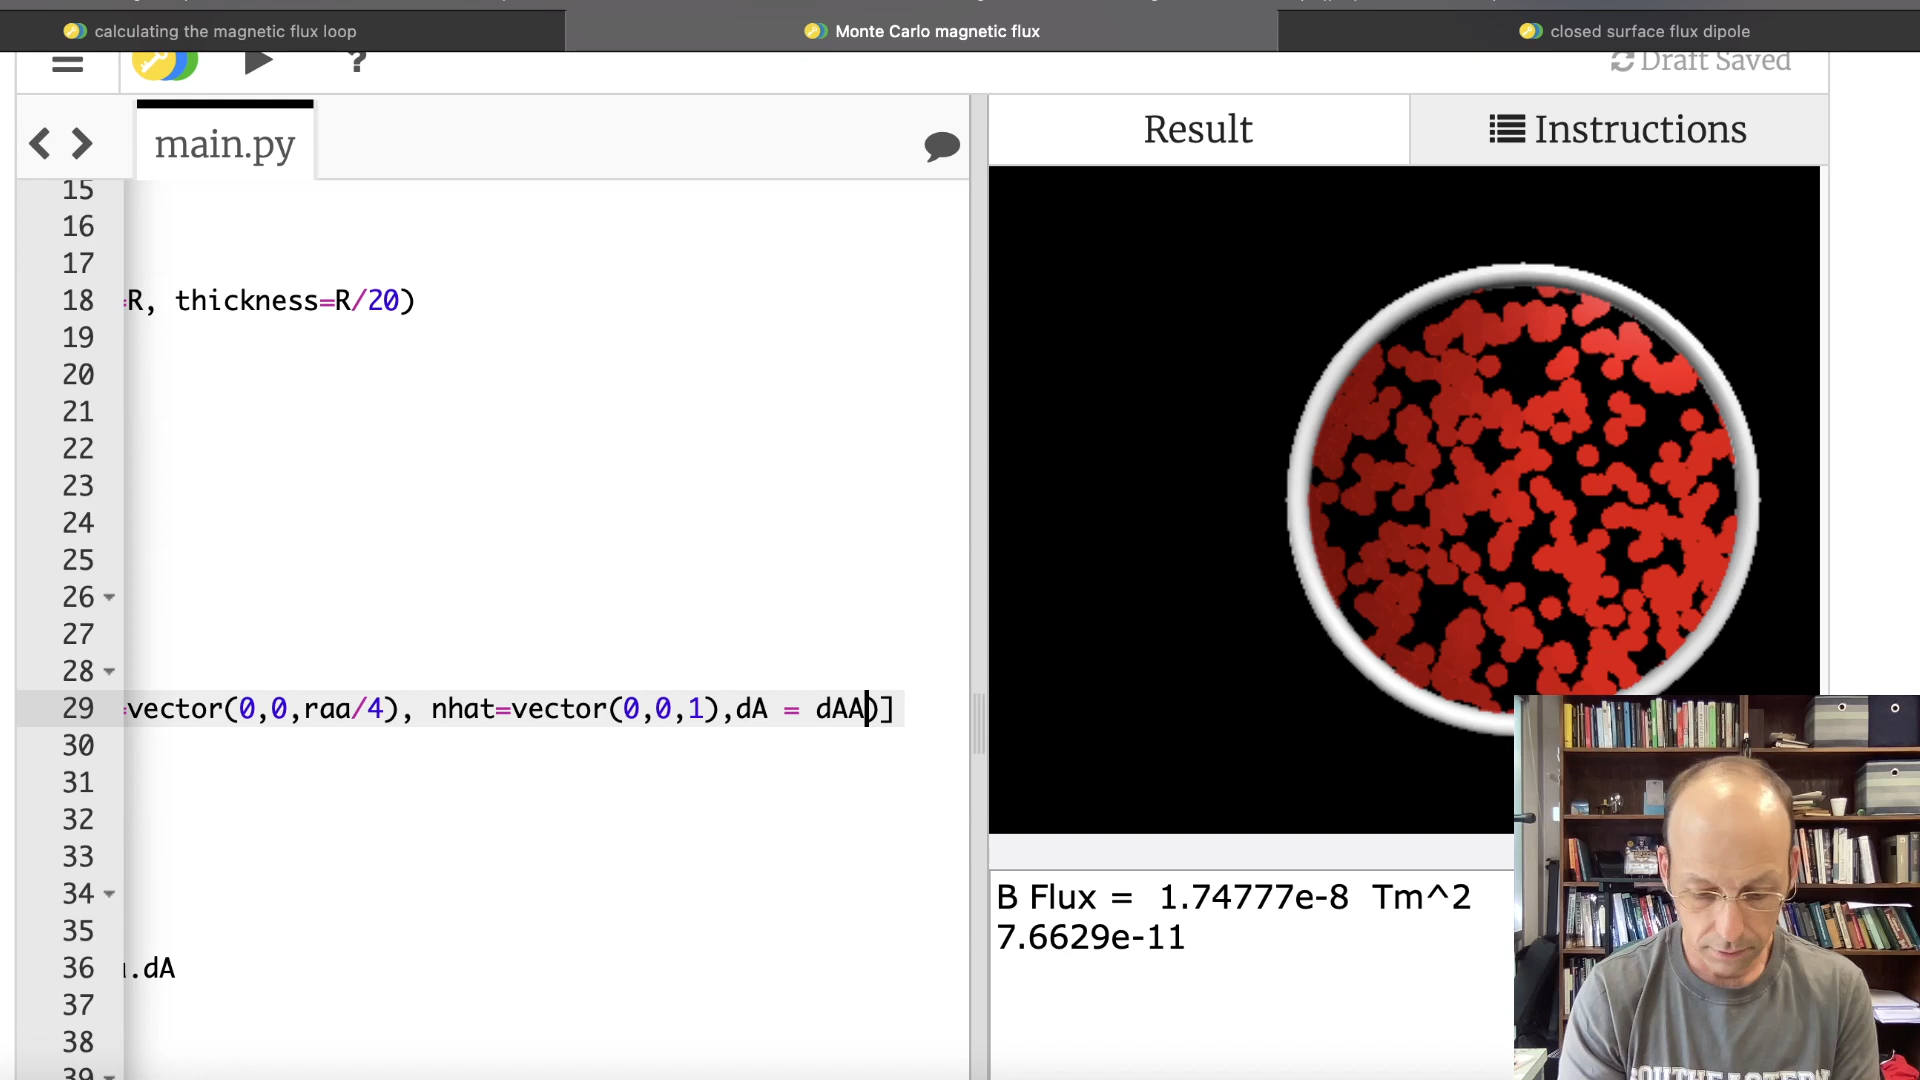 calculating the magnetic flux loop
Monte Carlo magnetic flux
closed surface flux dipole
?
Draft Saved
main.py
Result
Instructions
15
16
17
18 =R, thickness=R/20)
19
20
21
22
23
24
25
26
27
28
29 =vector(0,0,raa/4), nhat=vector(0,0,1),dA = dAA)]
30
31
32
33
34
35
36 .dA
37
38
39
B Flux = 1.74777e-8 Tm^2
7.6629e-11
SOUTHEASTERN